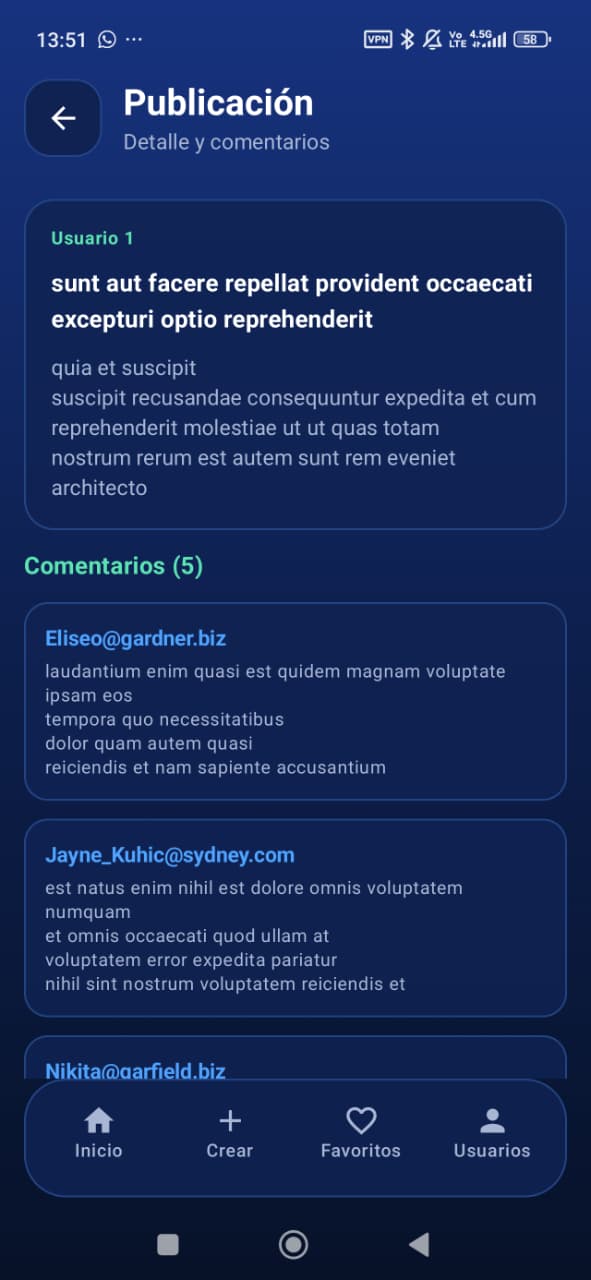 13:51
VPN
Vo
LTE
4.5G
58
Publicación
Detalle y comentarios
Usuario 1
sunt aut facere repellat provident occaecati
excepturi optio reprehenderit
quia et suscipit
suscipit recusandae consequuntur expedita et cum
reprehenderit molestiae ut ut quas totam
nostrum rerum est autem sunt rem eveniet
architecto
Comentarios (5)
Eliseo@gardner.biz
laudantium enim quasi est quidem magnam voluptate
ipsam eos
tempora quo necessitatibus
dolor quam autem quasi
reiciendis et nam sapiente accusantium
Jayne_Kuhic@sydney.com
est natus enim nihil est dolore omnis voluptatem
numquam
et omnis occaecati quod ullam at
voluptatem error expedita pariatur
nihil sint nostrum voluptatem reiciendis et
Nikita@garfield.biz
Inicio
Crear
Favoritos
Usuarios